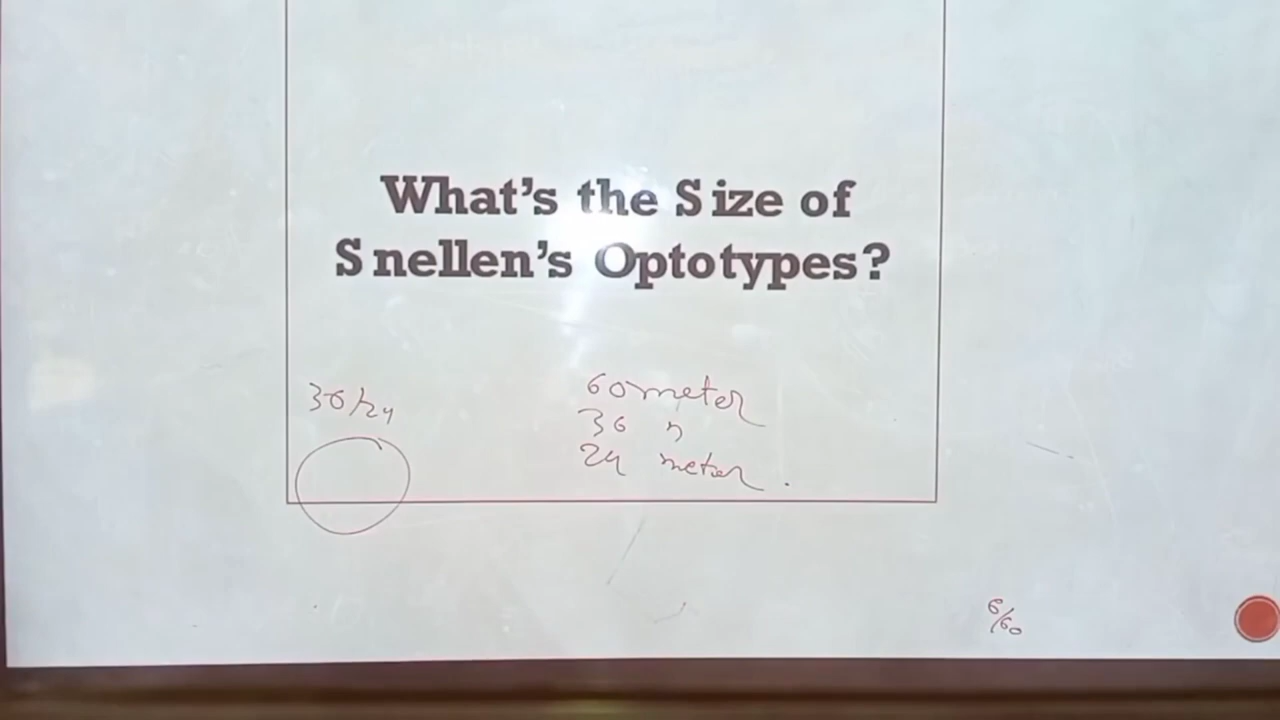 What's the Size of
Snellen's Optotypes?
36/24
60 meter
36 "
24 meter.
6/60